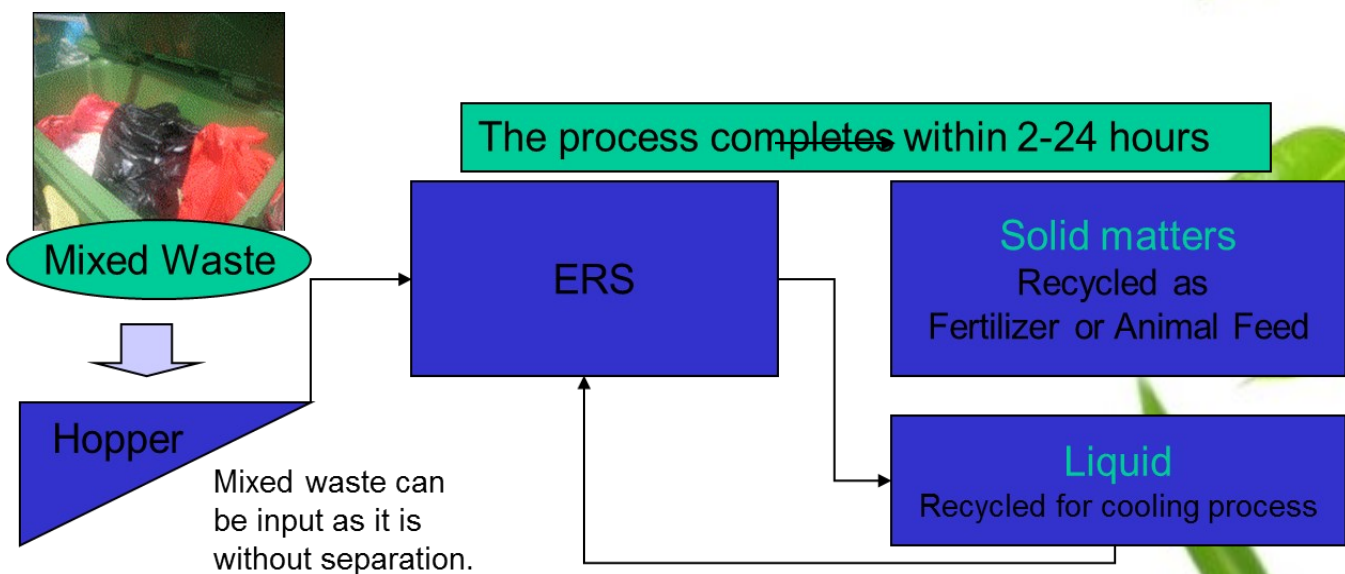 The process completes within 2-24 hours
Mixed Waste
ERS
Solid matters
Recycled as
Fertilizer or Animal Feed
Hopper
Mixed waste can
be input as it is
without separation.
Liquid
Recycled for cooling process